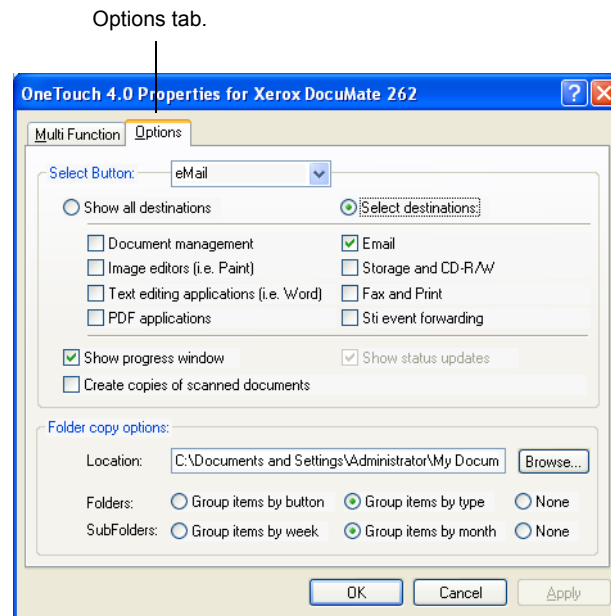 Options tab.
OneTouch 4.0 Properties for Xerox DocuMate 262
Multi Function Options
Select Button: eMail
Show all destinations Select destinations:
Document management Email
Image editors (i.e. Paint) Storage and CD-R/W
Text editing applications (i.e. Word) Fax and Print
PDF applications Sti event forwarding
Show progress window Show status updates
Create copies of scanned documents
Folder copy options:
Location: C:\Documents and Settings\Administrator\My Docum Browse...
Folders: Group items by button Group items by type None
SubFolders: Group items by week Group items by month None
OK Cancel Apply